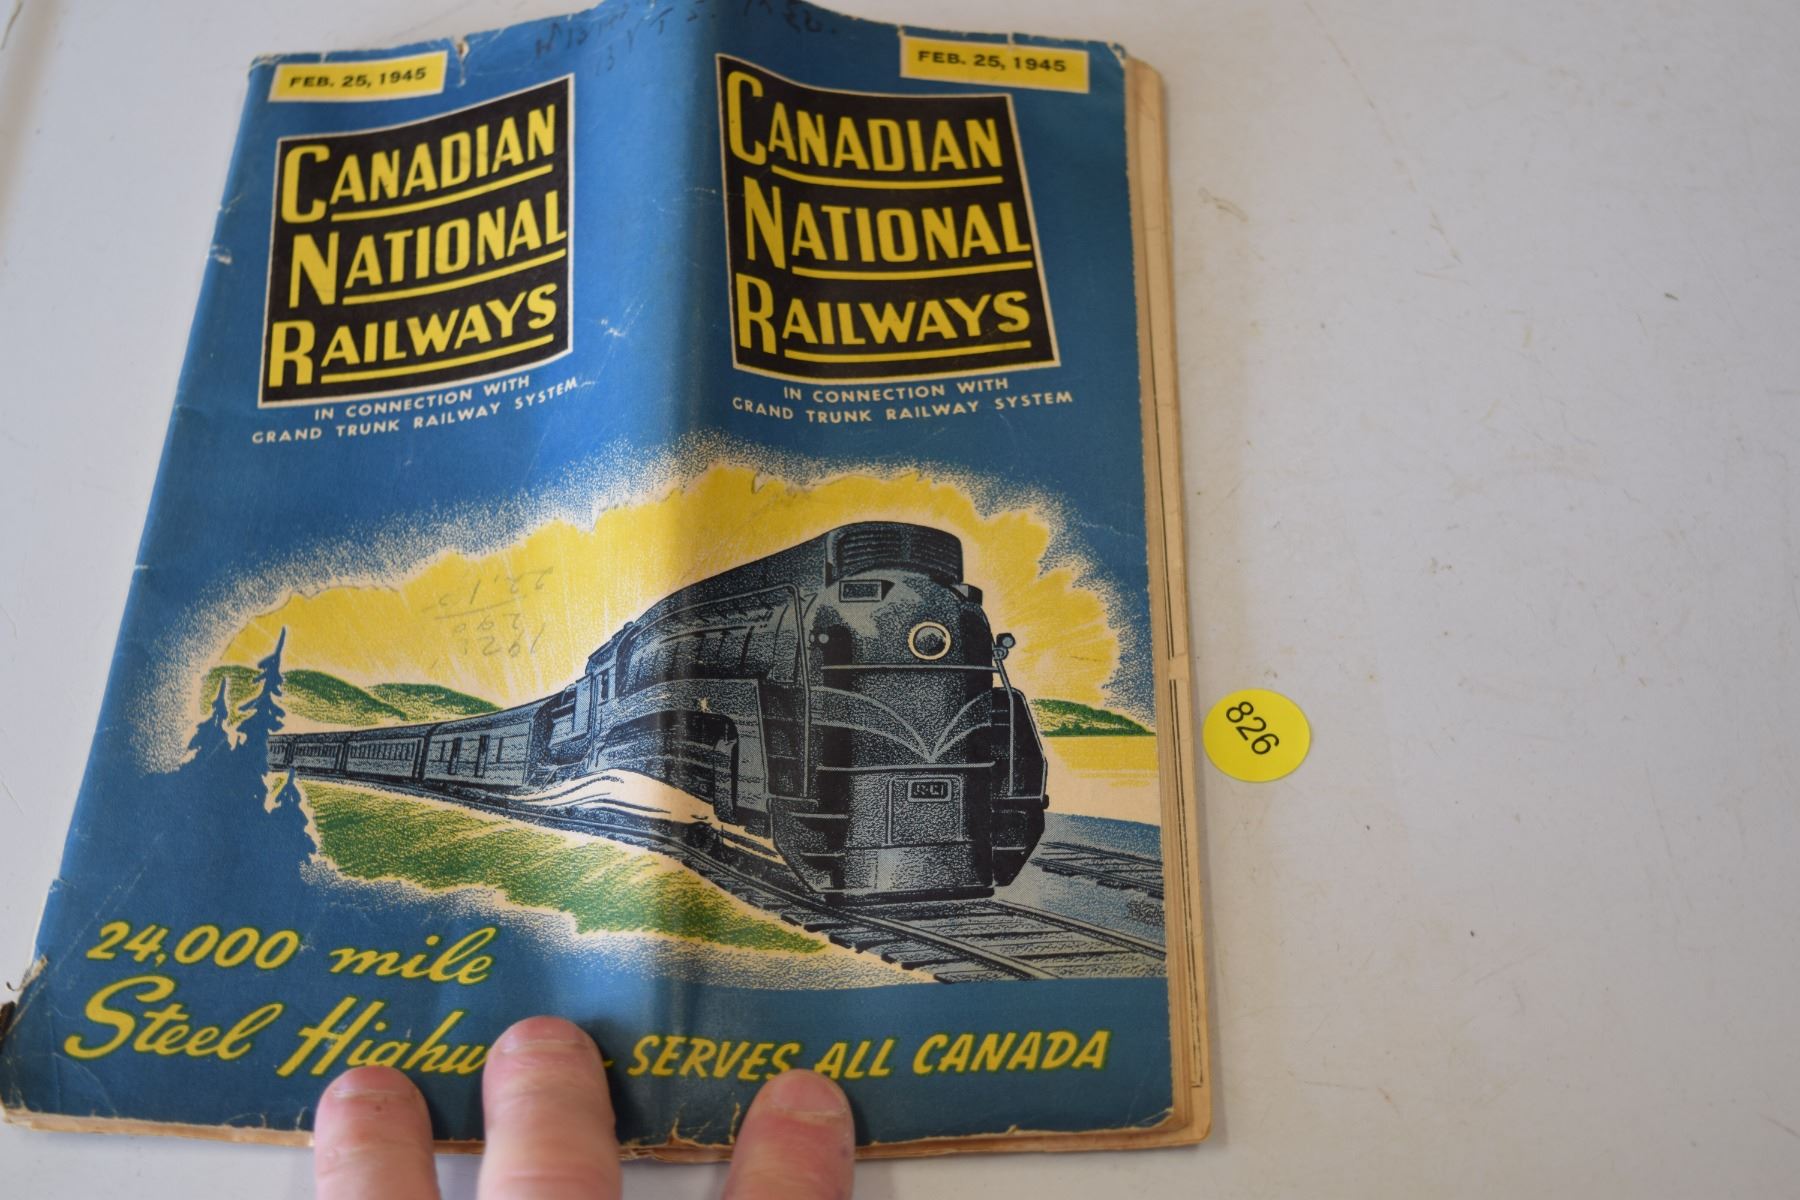 FEB. 25, 1945
CANADIAN
NATIONAL
RAILWAYS
IN CONNECTION WITH
GRAND TRUNK RAILWAY SYSTEM
FEB. 25, 1945
CANADIAN
NATIONAL
RAILWAYS
IN CONNECTION WITH
GRAND TRUNK RAILWAY SYSTEM
24,000 mile
Steel Highw
SERVES ALL CANADA
826